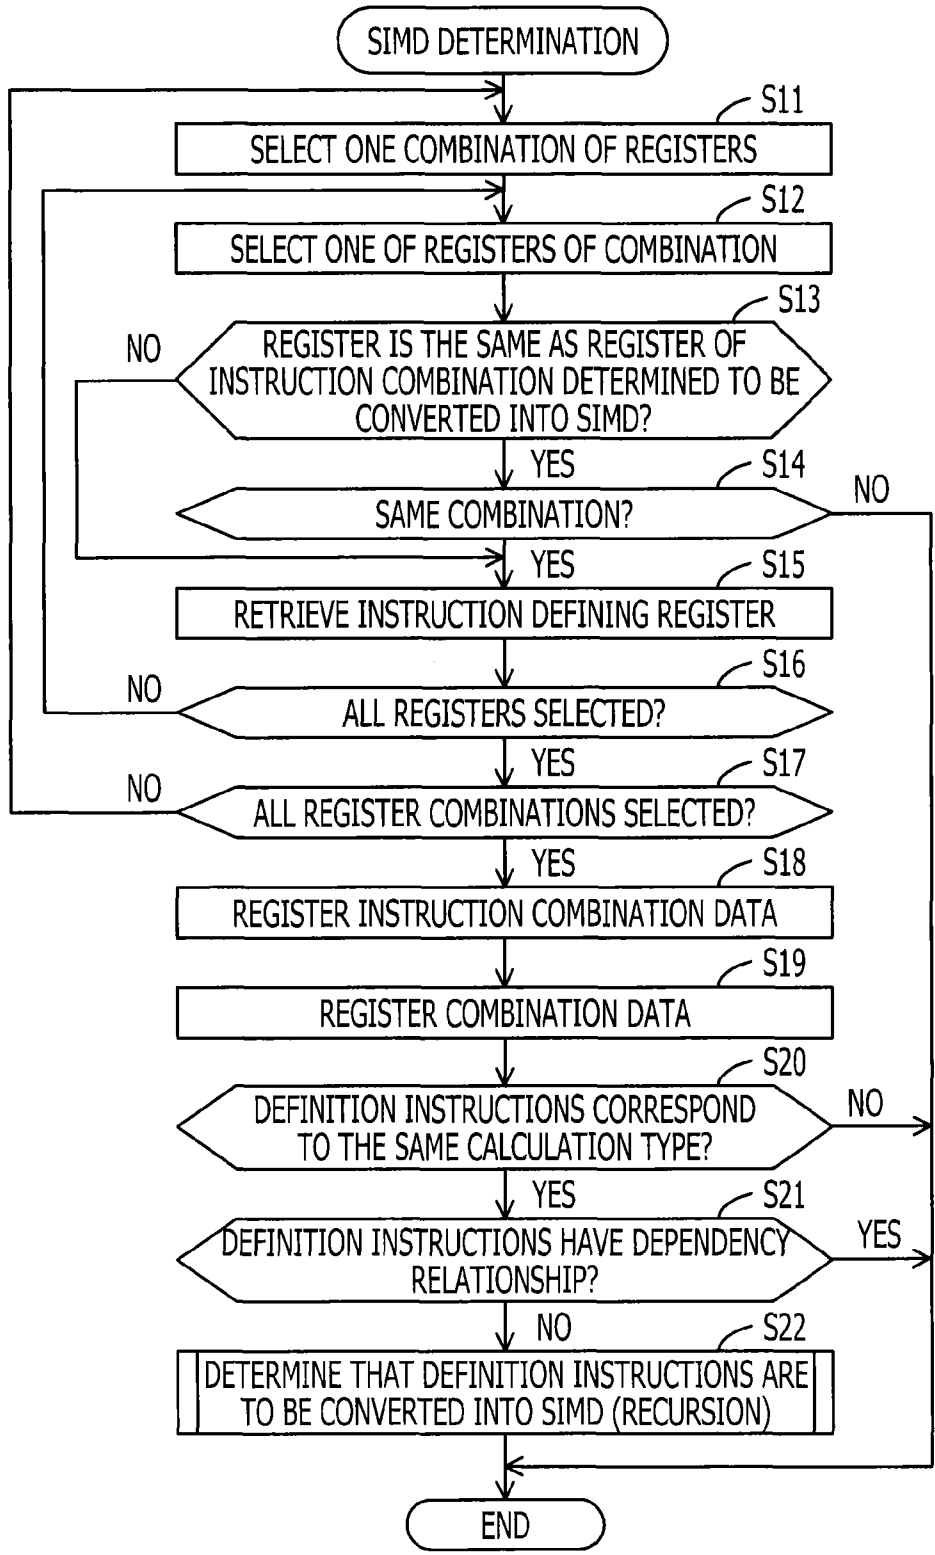 SIMD DETERMINATION
S11
SELECT ONE COMBINATION OF REGISTERS
S12
SELECT ONE OF REGISTERS OF COMBINATION
S13
NO
REGISTER IS THE SAME AS REGISTER OF
INSTRUCTION COMBINATION DETERMINED TO BE
CONVERTED INTO SIMD?
YES
S14
NO
SAME COMBINATION?
YES
S15
RETRIEVE INSTRUCTION DEFINING REGISTER
S16
NO
ALL REGISTERS SELECTED?
YES
S17
NO
ALL REGISTER COMBINATIONS SELECTED?
YES
S18
REGISTER INSTRUCTION COMBINATION DATA
S19
REGISTER COMBINATION DATA
S20
NO
DEFINITION INSTRUCTIONS CORRESPOND
TO THE SAME CALCULATION TYPE?
YES
S21
YES
DEFINITION INSTRUCTIONS HAVE DEPENDENCY
RELATIONSHIP?
NO
S22
DETERMINE THAT DEFINITION INSTRUCTIONS ARE
TO BE CONVERTED INTO SIMD (RECURSION)
END